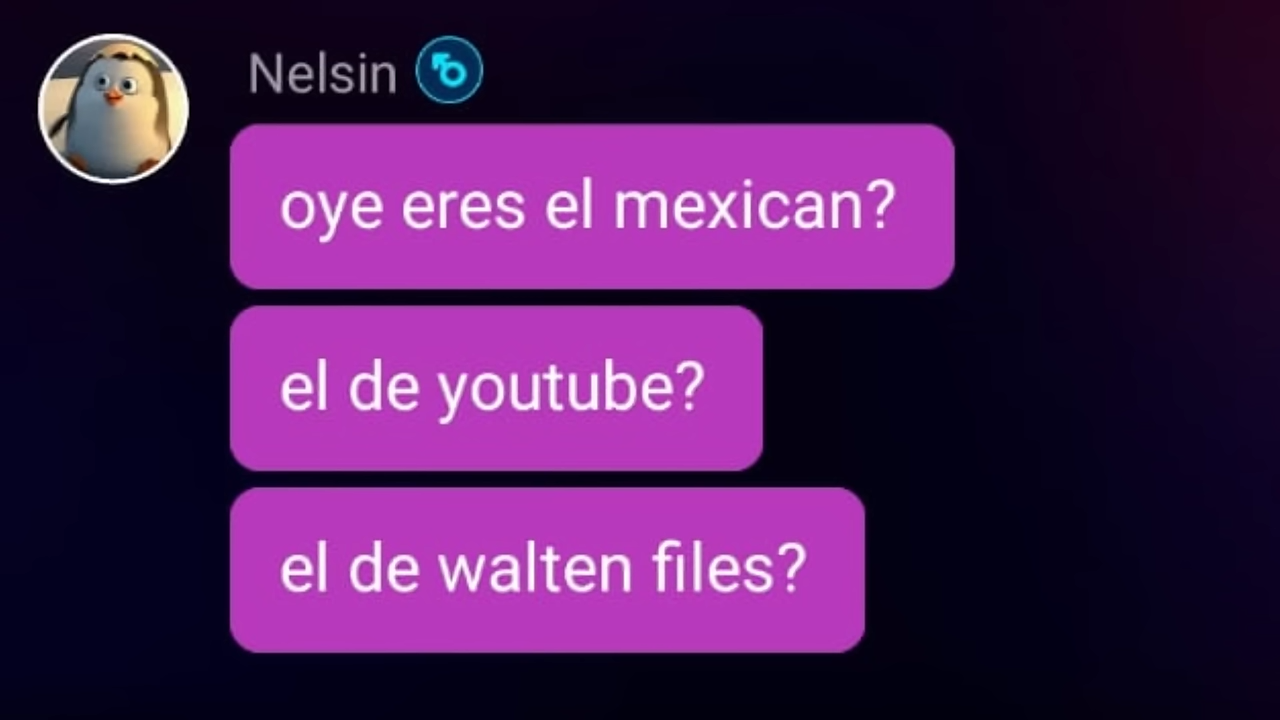 Nelsin
oye eres el mexican?
el de youtube?
el de walten files?